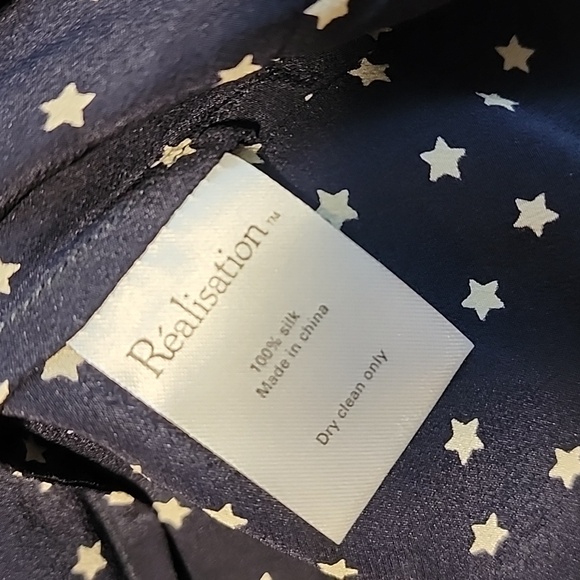 Réalisation™
100% silk
Made in china
Dry clean only